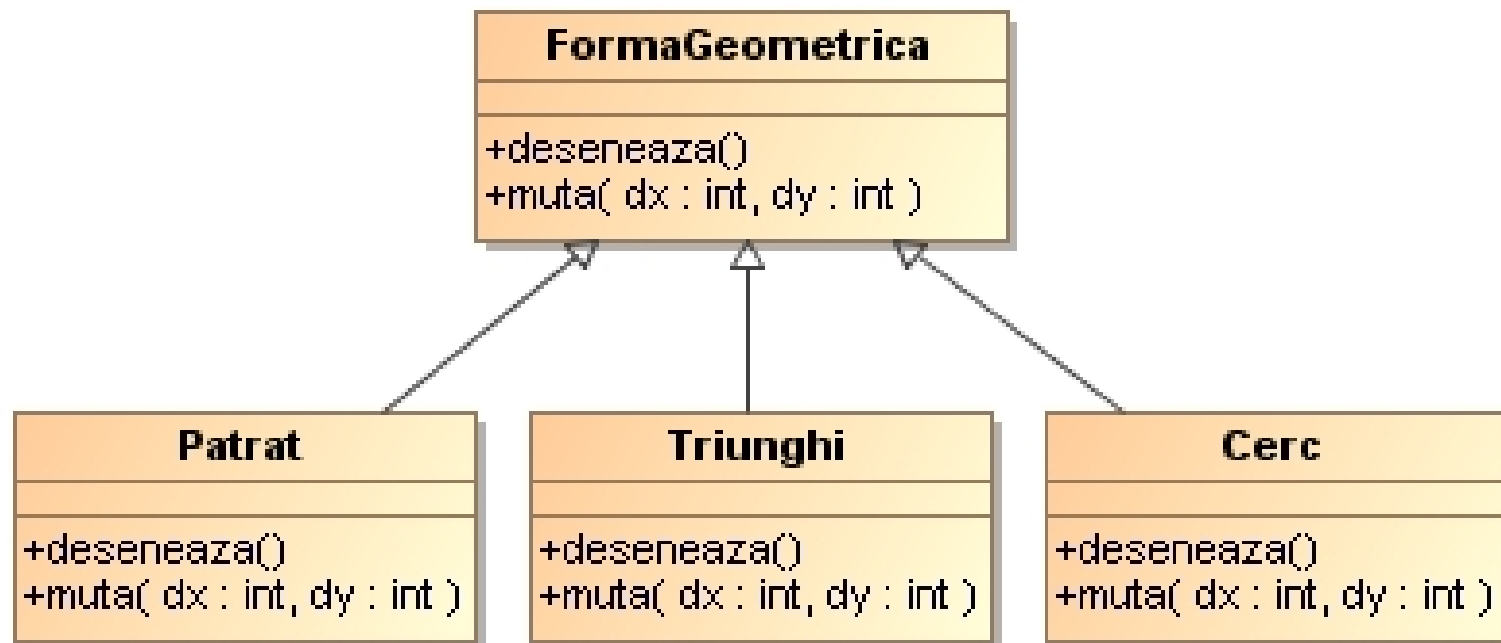 FormaGeometrica
+deseneaza()
+muta( dx : int, dy : int )
Patrat
+deseneaza()
+muta( dx : int, dy : int )
Triunghi
+deseneaza()
+muta( dx : int, dy : int )
Cerc
+deseneaza()
+muta( dx : int, dy : int )